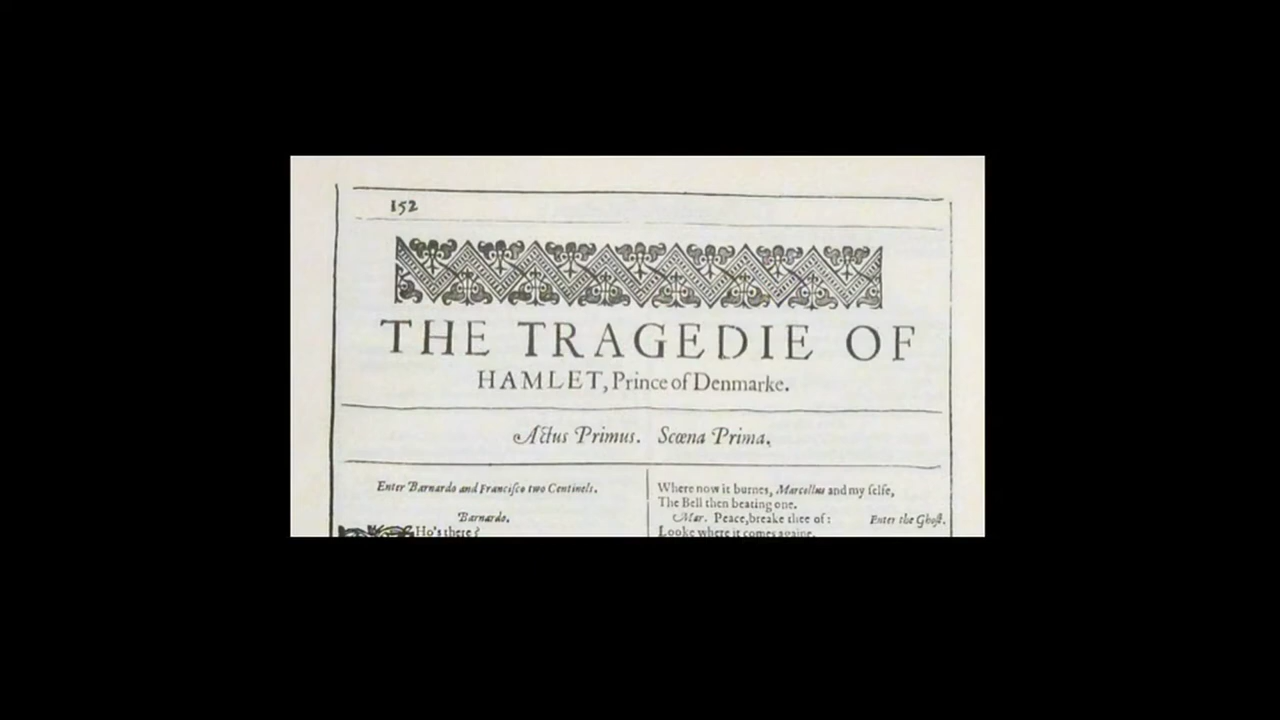 152
THE TRAGEDIE OF
HAMLET, Prince of Denmarke.
Actus Primus. Scœna Prima.
Enter Barnardo and Franciſco two Centinels.
Barnardo.
Ho's there?
Where now it burnes, Marcellus and my ſelfe,
The Bell then beating one.
Mar. Peace, breake thee of: Enter the Ghoſt.
Looke where it comes againe.